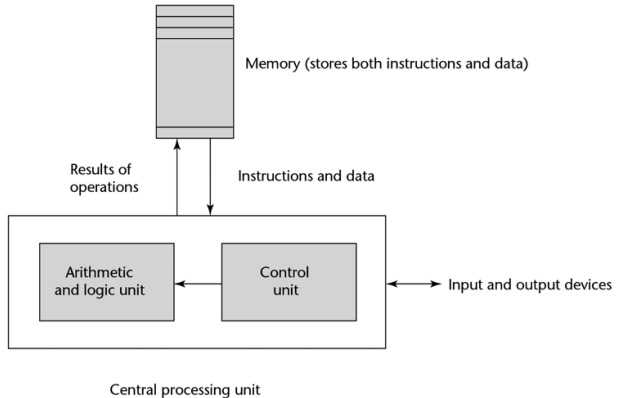 Memory (stores both instructions and data)
Results of
operations
Instructions and data
Arithmetic
and logic unit
Control
unit
Input and output devices
Central processing unit